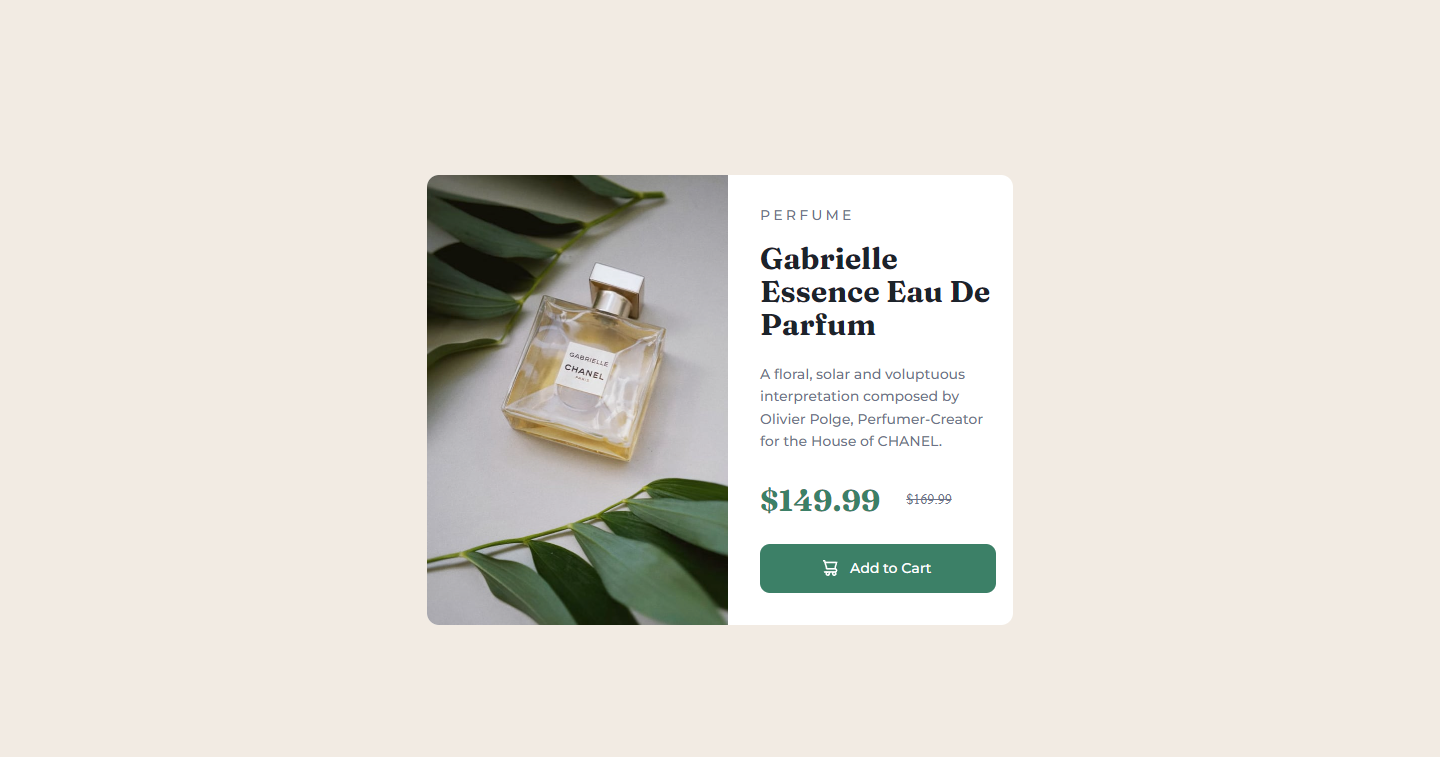 PERFUME
Gabrielle
Essence Eau De
Parfum
A floral, solar and voluptuous
interpretation composed by
Olivier Polge, Perfumer-Creator
for the House of CHANEL.
$149.99 $169.99
Add to Cart
GABRIELLE
CHANEL
PARIS